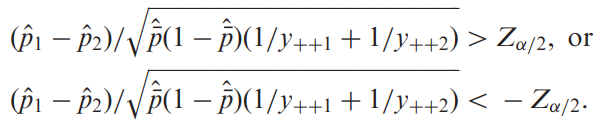 (p̂₁ − p̂₂)/√(p̄̂(1 − p̄̂)(1/y₊₊₁ + 1/y₊₊₂)) > Z_{α/2}, or
(p̂₁ − p̂₂)/√(p̄̂(1 − p̄̂)(1/y₊₊₁ + 1/y₊₊₂)) < − Z_{α/2}.